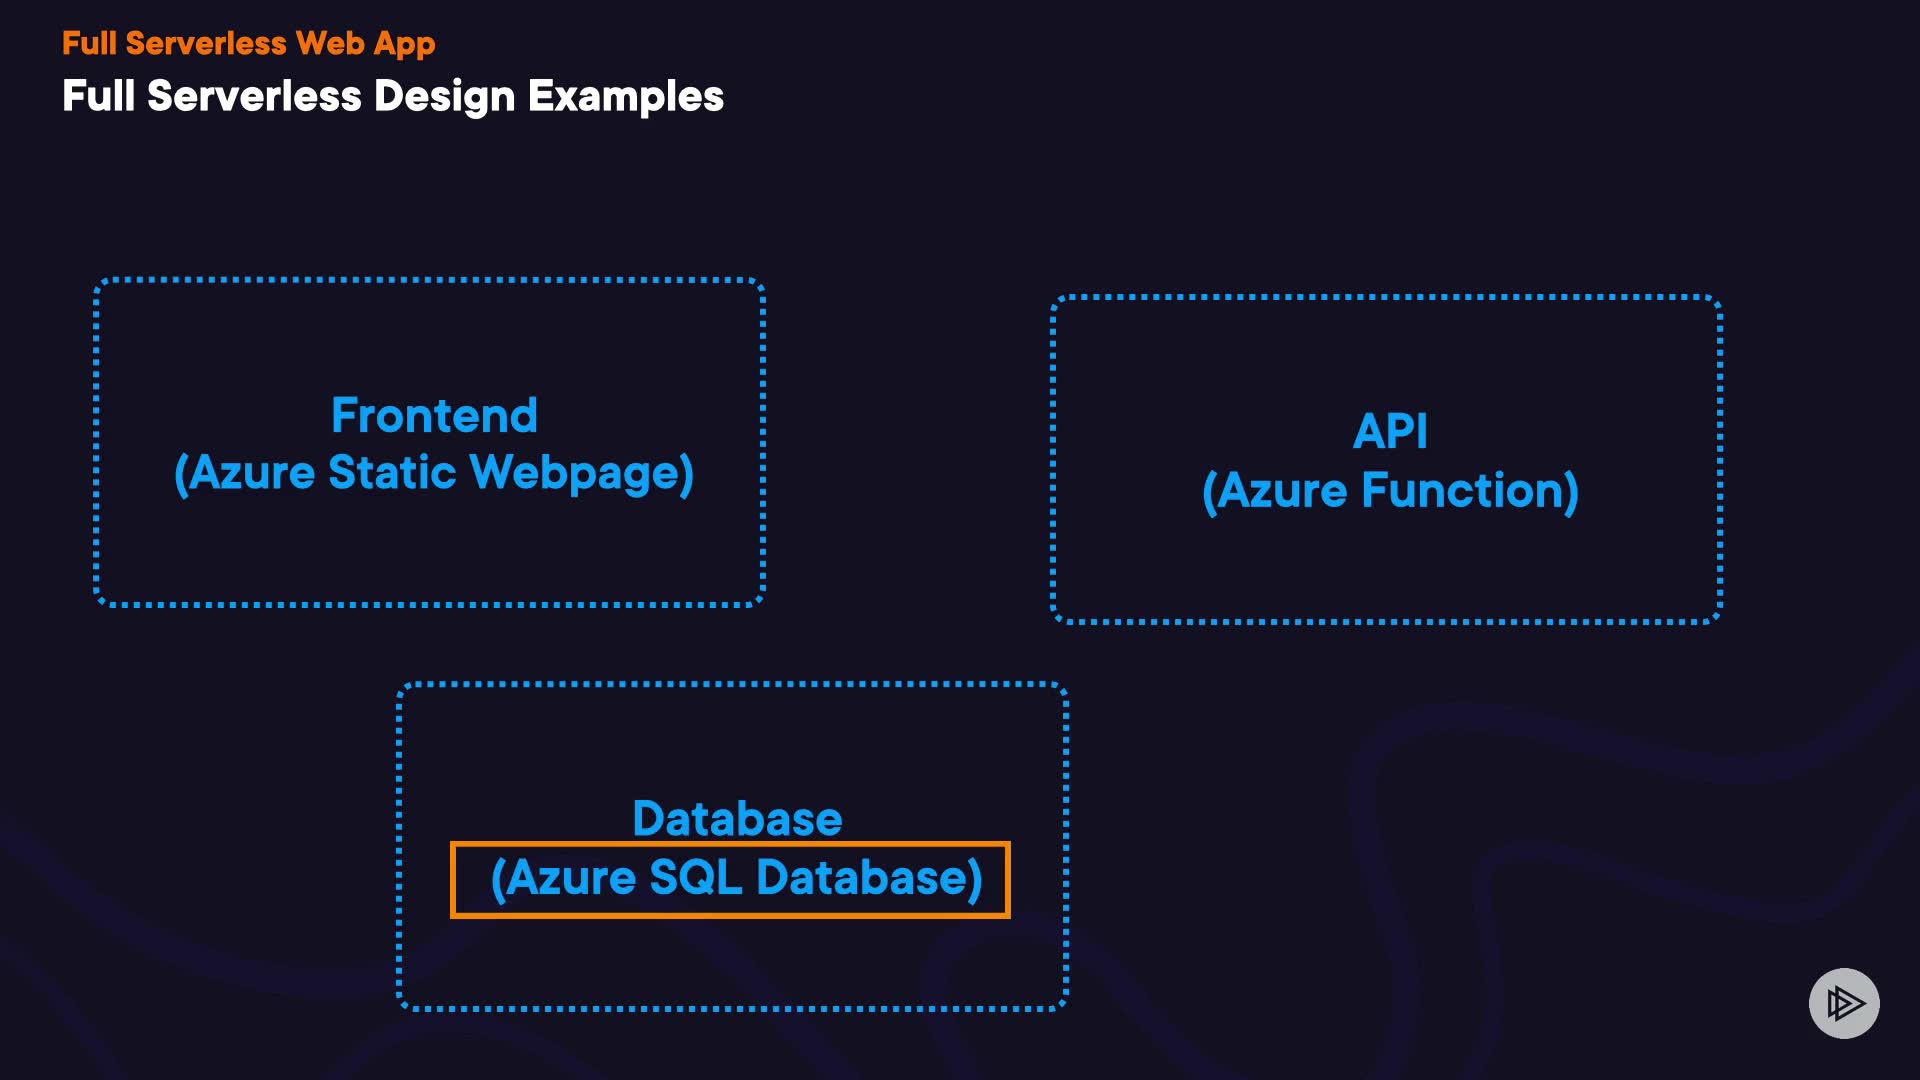 Full Serverless Web App
Full Serverless Design Examples
Frontend
(Azure Static Webpage)
API
(Azure Function)
Database
(Azure SQL Database)